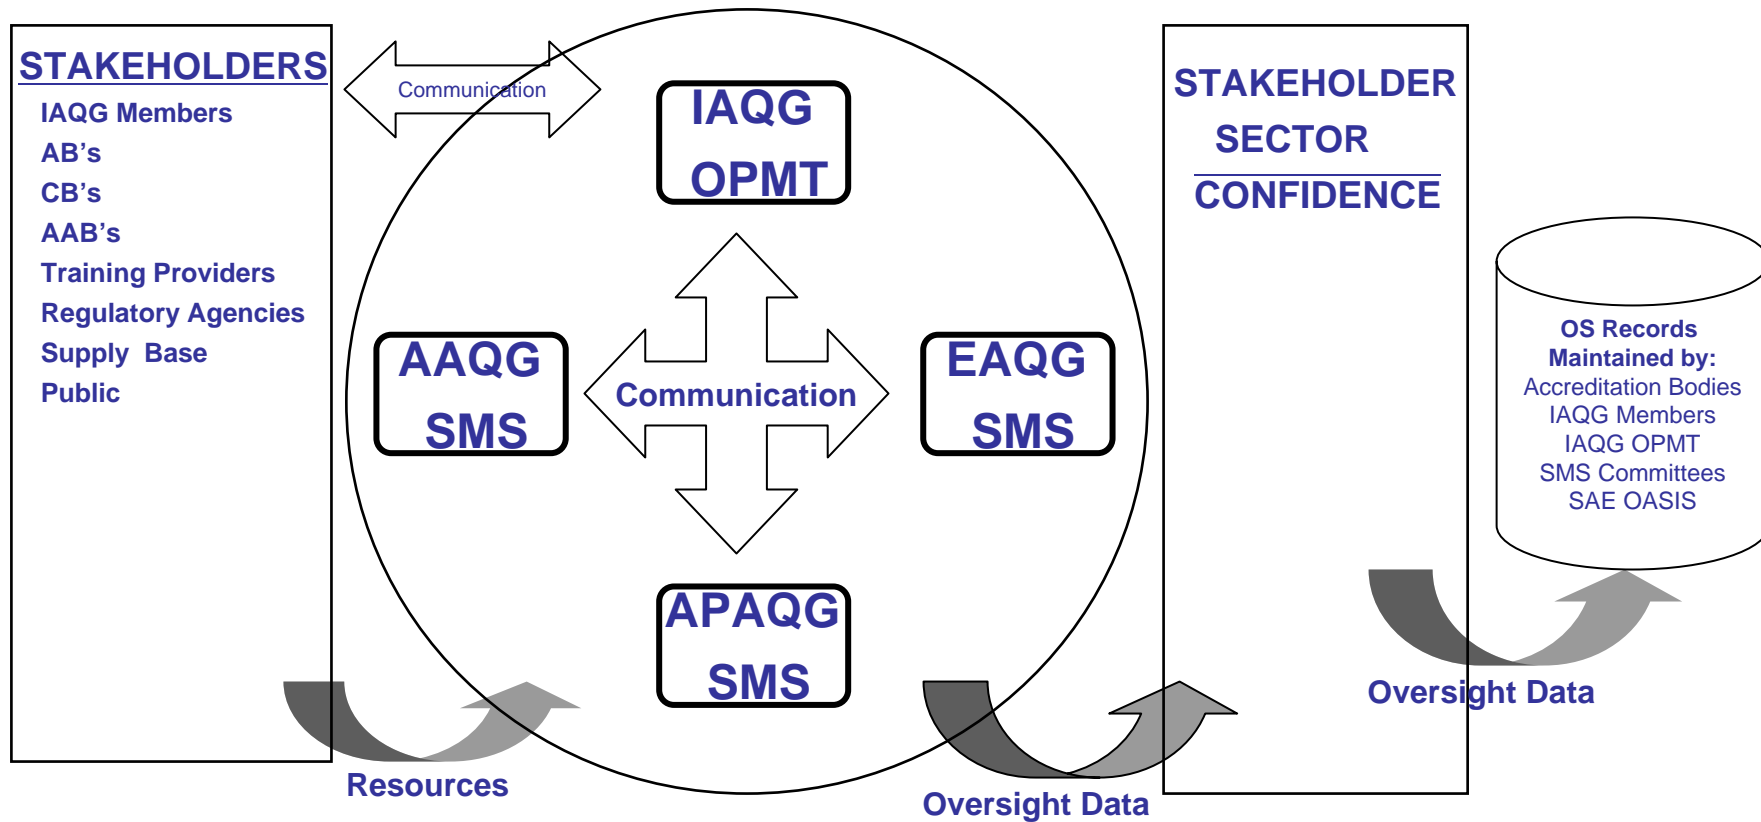 STAKEHOLDERS
IAQG Members
AB's
CB's
AAB's
Training Providers
Regulatory Agencies
Supply  Base
Public
Communication
IAQG
OPMT
AAQG
SMS
Communication
EAQG
SMS
APAQG
SMS
Resources
Oversight Data
STAKEHOLDER
SECTOR
CONFIDENCE
OS Records
Maintained by:
Accreditation Bodies
IAQG Members
IAQG OPMT
SMS Committees
SAE OASIS
Oversight Data